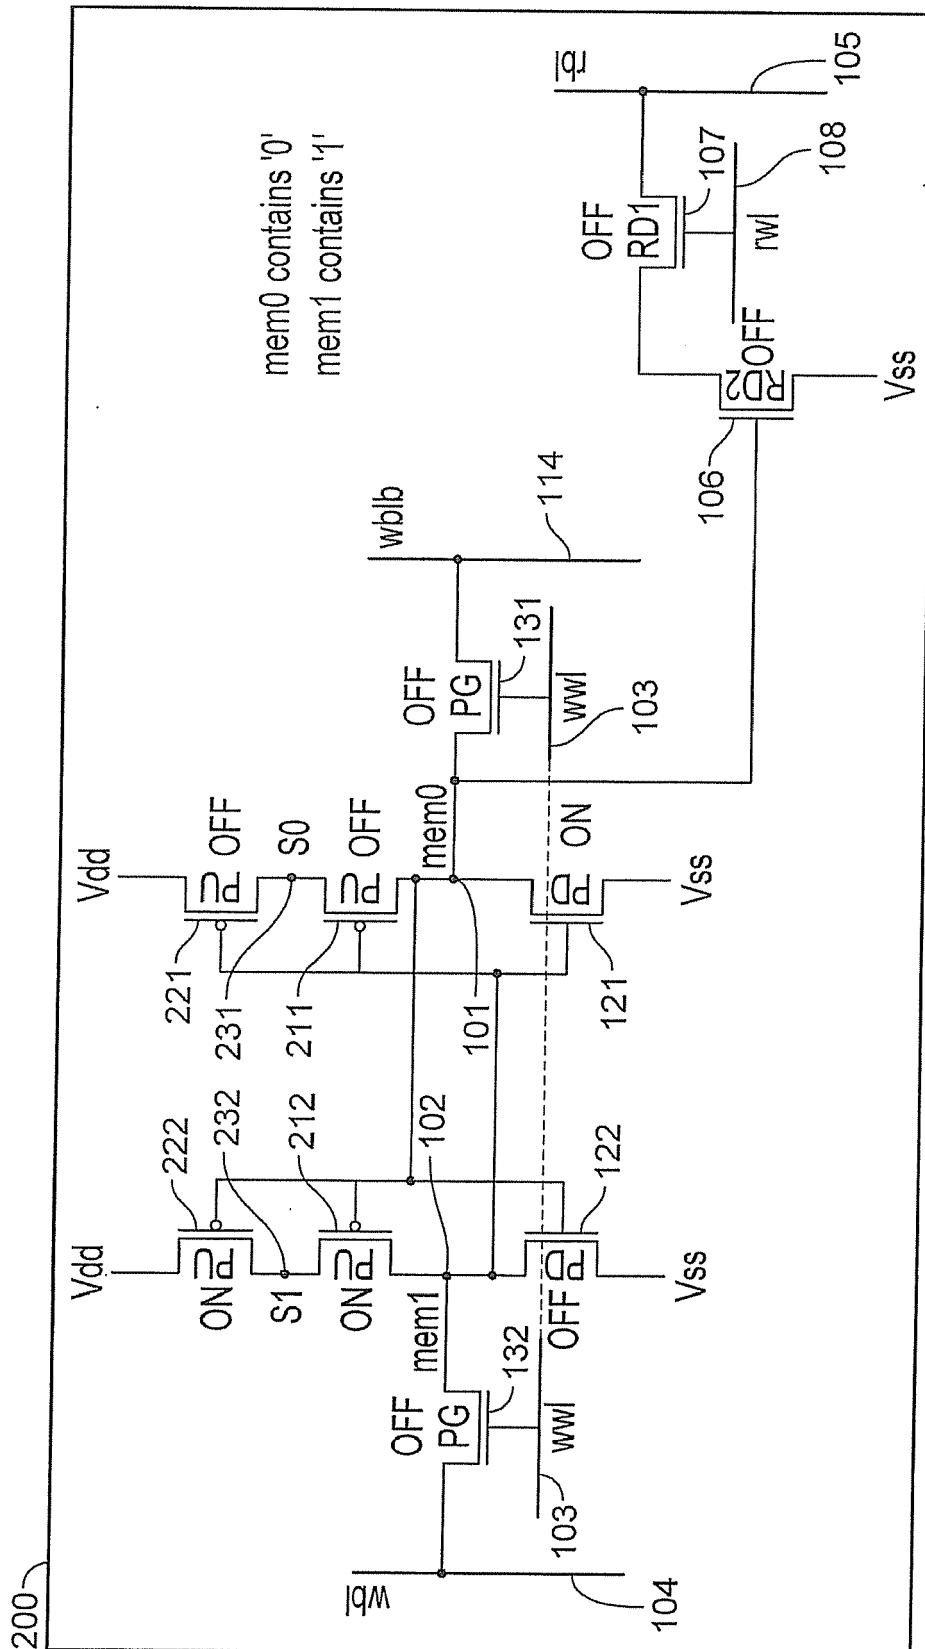 200
mem0 contains '0'
mem1 contains '1'
Vdd
222
ON
PU
232
S1
212
ON
PU
102
mem1
OFF
PG
132
wwl
103
wbl
104
OFF
PD
122
Vss
Vdd
221
PU
OFF
231
S0
211
PU
OFF
mem0
101
PD
ON
121
Vss
OFF
PG
131
wwl
103
wblb
114
106
RD2
OFF
Vss
OFF
RD1
107
rwl
108
rbl
105